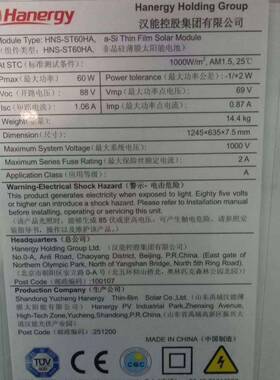 Hanergy
Hanergy Holding Group
汉能控股集团有限公司
Module Type: HNS-ST60HA, a-Si Thin Film Solar Module
(组件类型): HNS-ST60HA, 非晶硅薄膜太阳能电池
At STC (标准测试条件) 1000W/m², AM1.5, 25℃
Pmax (最大功率) 60 W Power tolerance (最大功率公差) -1/+2 W
Voc (开路电压) 88 V Vmp (最大功率点电压) 69 V
Isc (短路电流) 1.06 A Imp (最大功率点电流) 0.87 A
Weight (重量) 14.4 kg
Dimension (尺寸) 1245×635×7.5 mm
Maximum System Voltage (最大系统电压) 1000 V
Maximum Series Fuse Rating (最大保险丝电流) 2 A
Application Class (应用等级) A
Warning-Electrical Shock Hazard (警示- 电击危险)
This product generates electricity when exposed to light. Eighty five volts
or higher can introduce a shock hazard. Please refer to Installation manual
before installing, operating or servicing this unit.
Headquarters (总公司)
Hanergy Holding Group Ltd. (汉能控股集团有限公司)
No.0-A, Anli Road, Chaoyang District, Beijing, P.R.China. (East gate of
Northern Olympic Park, North of Yangshan Bridge, North 5th Ring Road).
Post Code (邮政编码) :100107
Production Company (生产公司)
Shandong Yucheng Hanergy Thin-film Solar Co.,Ltd.
Hanergy PV Industrial Park,Zhensing Avenue,
High-Tech Zone,Yucheng,Shandong,P.R.China.
Post Code (邮政编码) :251200
TÜV
CE
CQC
MADE IN CHINA (中国制造)